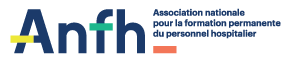 Anfh
Association nationale
pour la formation permanente
du personnel hospitalier